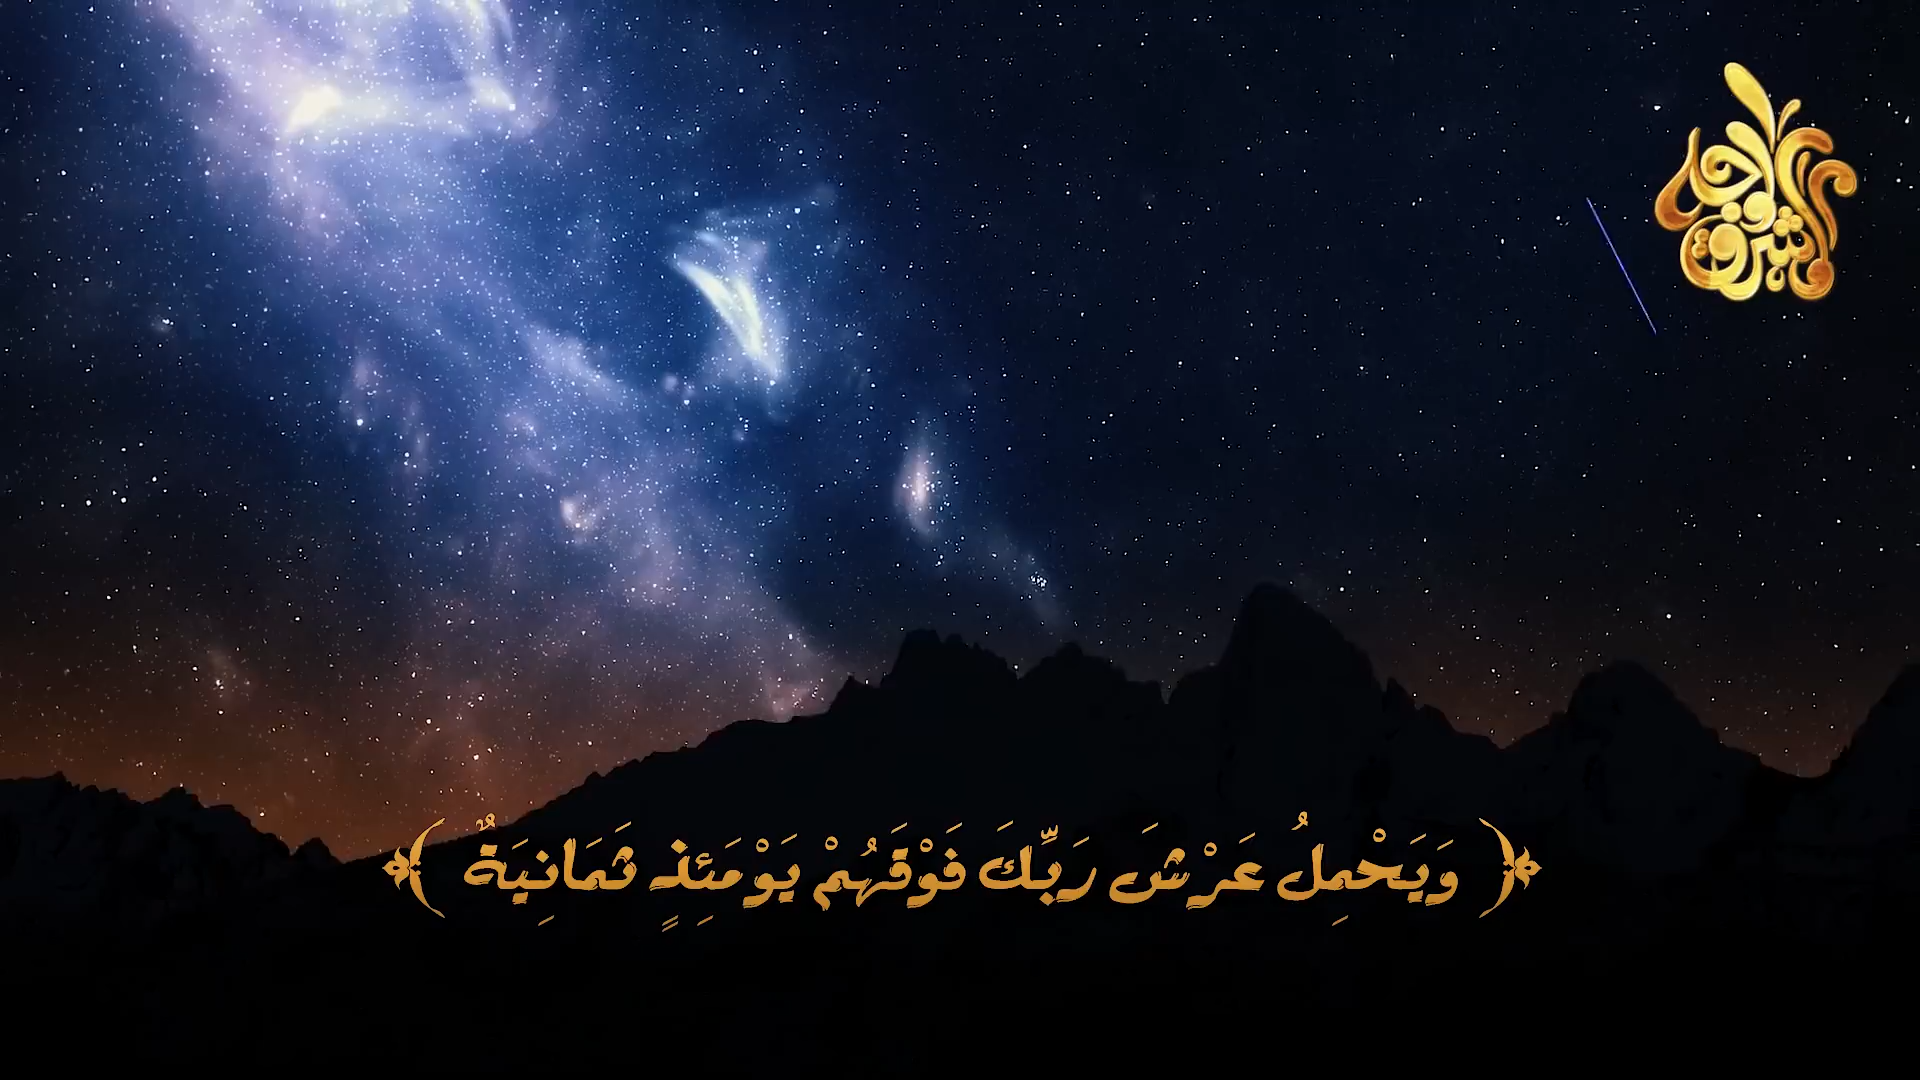 ﴿ وَيَحْمِلُ عَرْشَ رَبِّكَ فَوْقَهُمْ يَوْمَئِذٍ ثَمَانِيَةٌ ﴾